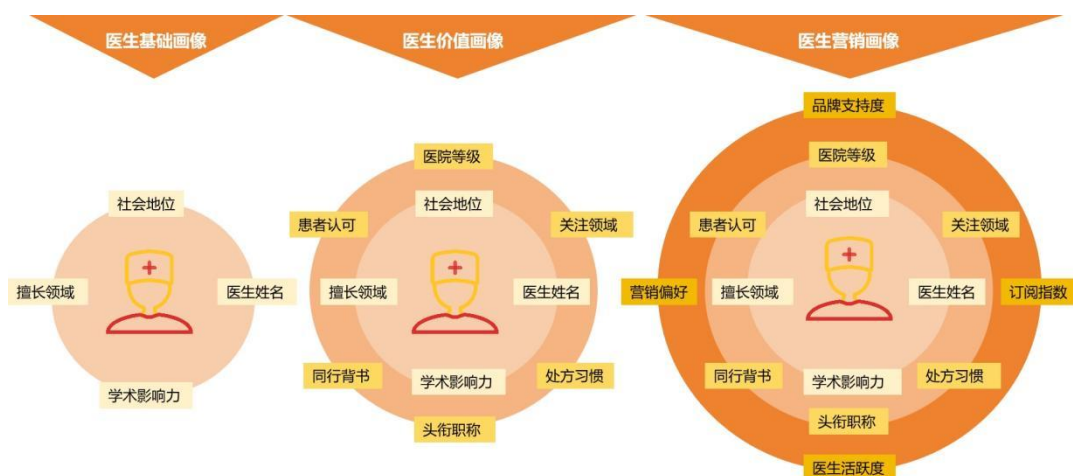 医生基础画像
医生价值画像
医生营销画像
社会地位
擅长领域
医生姓名
学术影响力
医院等级
社会地位
患者认可
关注领域
擅长领域
医生姓名
同行背书
学术影响力
处方习惯
头衔职称
品牌支持度
医院等级
社会地位
患者认可
关注领域
营销偏好
擅长领域
医生姓名
订阅指数
同行背书
学术影响力
处方习惯
头衔职称
医生活跃度